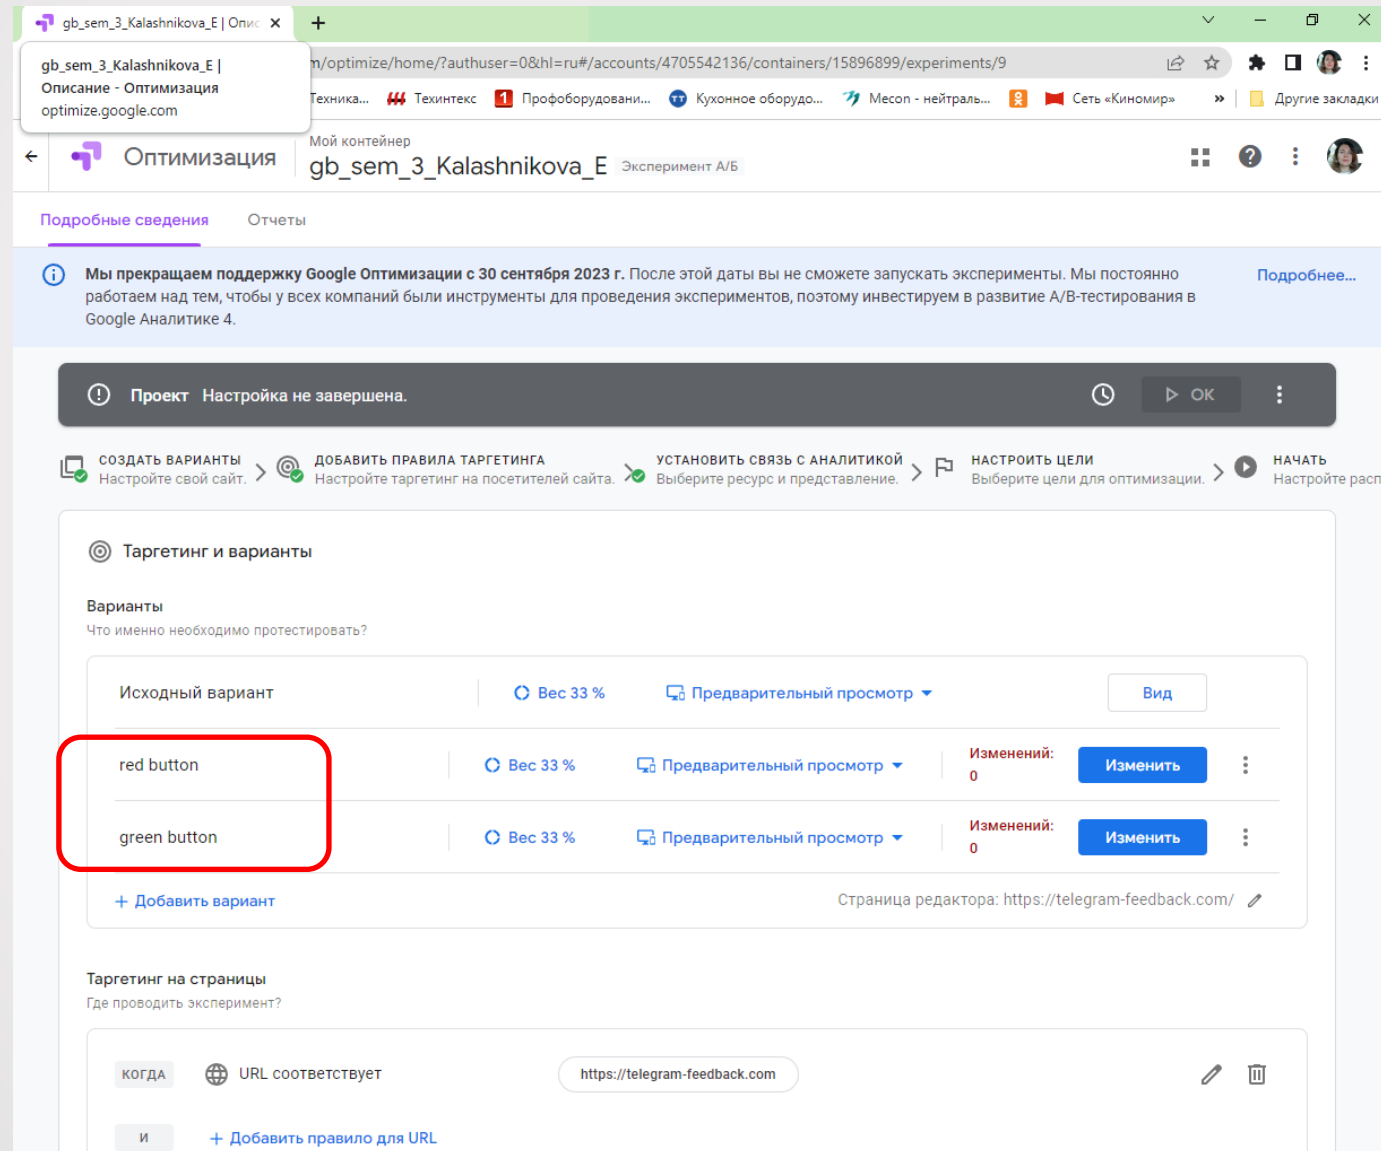 gb_sem_3_Kalashnikova_E | Опис
gb_sem_3_Kalashnikova_E |
Описание - Оптимизация
optimize.google.com
m/optimize/home/?authuser=0&hl=ru#/accounts/4705542136/containers/15896899/experiments/9
Техника... Техинтекс Профоборудовани... Кухонное оборудо... Месоn - нейтраль... Сеть «Киномир» » Другие закладки
Оптимизация
Мой контейнер
gb_sem_3_Kalashnikova_E Эксперимент А/Б
Подробные сведения Отчеты
Мы прекращаем поддержку Google Оптимизации с 30 сентября 2023 г. После этой даты вы не сможете запускать эксперименты. Мы постоянно Подробнее...
работаем над тем, чтобы у всех компаний были инструменты для проведения экспериментов, поэтому инвестируем в развитие A/B-тестирования в
Google Аналитике 4.
Проект Настройка не завершена. ОК
СОЗДАТЬ ВАРИАНТЫ ДОБАВИТЬ ПРАВИЛА ТАРГЕТИНГА УСТАНОВИТЬ СВЯЗЬ С АНАЛИТИКОЙ НАСТРОИТЬ ЦЕЛИ НАЧАТЬ
Настройте свой сайт. Настройте таргетинг на посетителей сайта. Выберите ресурс и представление. Выберите цели для оптимизации. Настройте расп
Таргетинг и варианты
Варианты
Что именно необходимо протестировать?
Исходный вариант Вес 33 % Предварительный просмотр Вид
red button Вес 33 % Предварительный просмотр Изменений: 0 Изменить
green button Вес 33 % Предварительный просмотр Изменений: 0 Изменить
+ Добавить вариант Страница редактора: https://telegram-feedback.com/
Таргетинг на страницы
Где проводить эксперимент?
КОГДА URL соответствует https://telegram-feedback.com
И + Добавить правило для URL